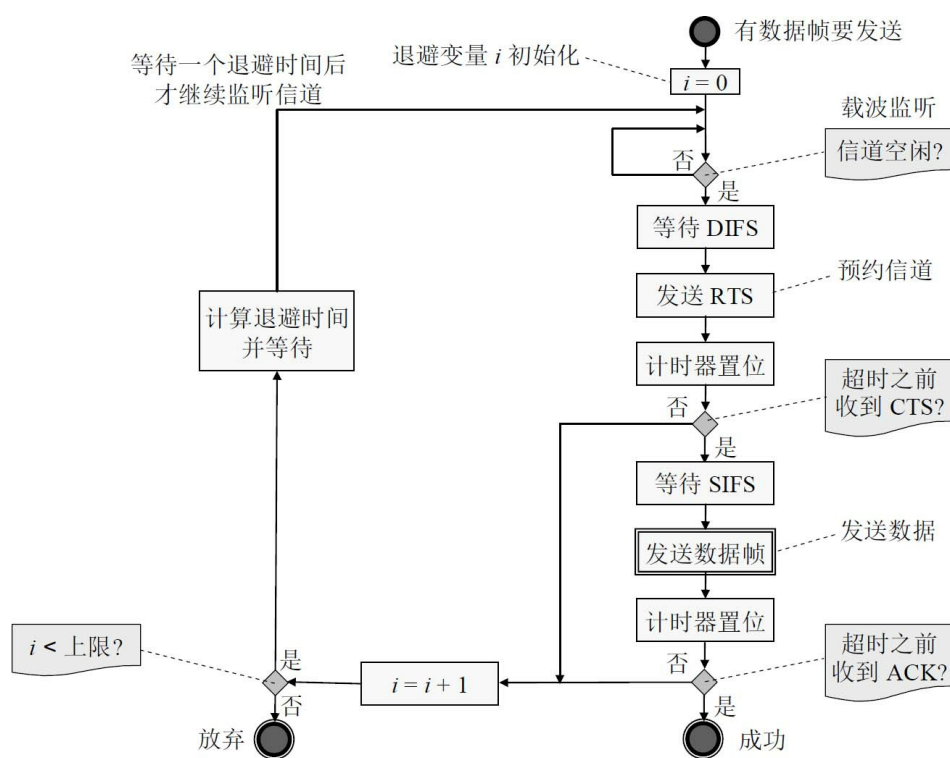 有数据帧要发送
退避变量 i 初始化
i = 0
等待一个退避时间后
才继续监听信道
载波监听
信道空闲?
否
是
等待 DIFS
发送 RTS
预约信道
计算退避时间
并等待
计时器置位
超时之前
收到 CTS?
否
是
等待 SIFS
发送数据帧
发送数据
计时器置位
i < 上限?
是
否
i = i + 1
否
是
超时之前
收到 ACK?
放弃
成功